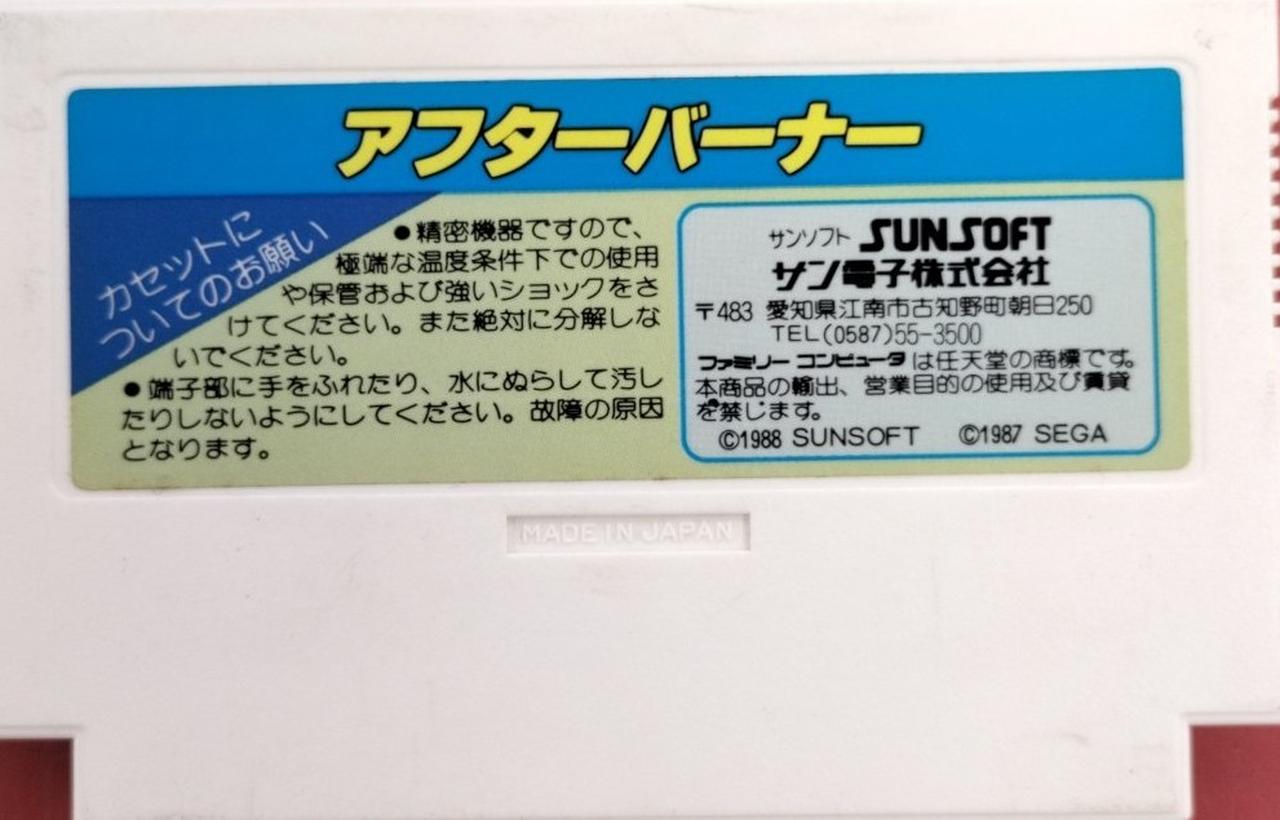 アフターバーナー
カセットに
ついてのお願い
●精密機器ですので、
極端な温度条件下での使用
や保管および強いショックをさ
けてください。また絶対に分解しな
いでください。
●端子部に手をふれたり、水にぬらして汚し
たりしないようにしてください。故障の原因
となります。
サンソフト SUNSOFT
サン電子株式会社
〒483 愛知県江南市古知野町朝日250
TEL(0587)55-3500
ファミリーコンピュータは任天堂の商標です。
本商品の輸出、営業目的の使用及び賃貸
を禁じます。
©1988 SUNSOFT ©1987 SEGA
MADE IN JAPAN